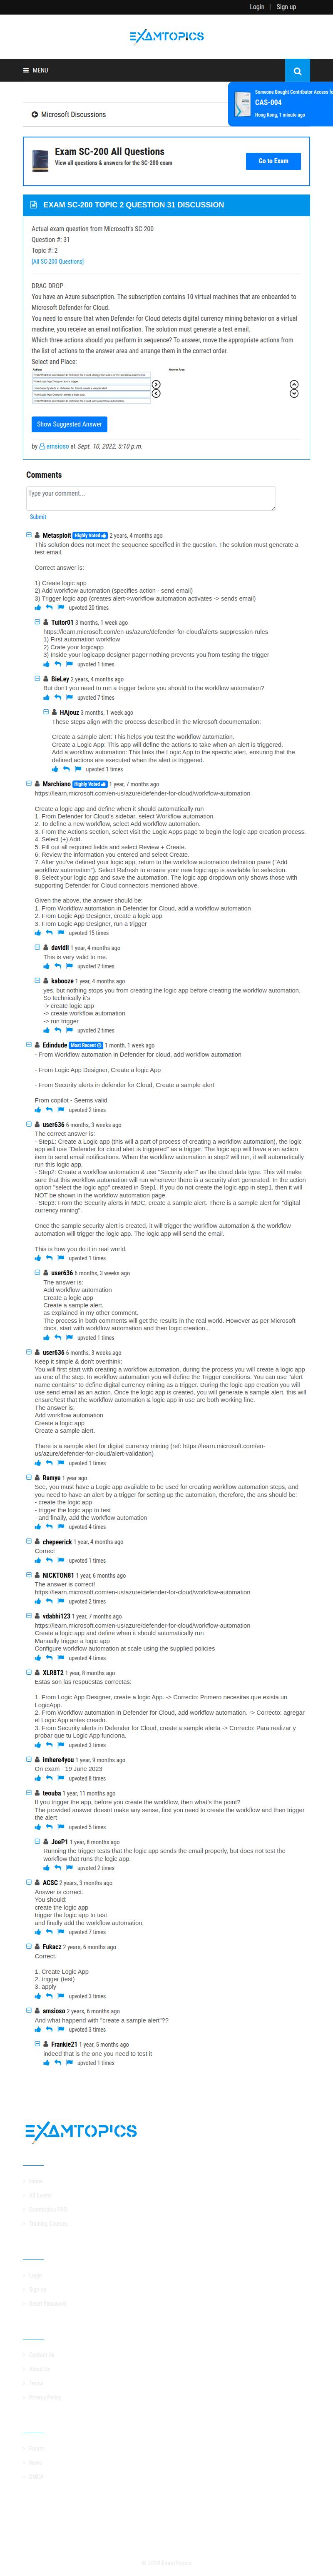 Login | Sign up
EXAMTOPICS
MENU
Someone Bought Contributor Access fo
CAS-004
Hong Kong, 1 minute ago
Microsoft Discussions
Exam SC-200 All Questions
View all questions & answers for the SC-200 exam
Go to Exam
EXAM SC-200 TOPIC 2 QUESTION 31 DISCUSSION
Actual exam question from Microsoft's SC-200
Question #: 31
Topic #: 2
[All SC-200 Questions]
DRAG DROP -
You have an Azure subscription. The subscription contains 10 virtual machines that are onboarded to
Microsoft Defender for Cloud.
You need to ensure that when Defender for Cloud detects digital currency mining behavior on a virtual
machine, you receive an email notification. The solution must generate a test email.
Which three actions should you perform in sequence? To answer, move the appropriate actions from
the list of actions to the answer area and arrange them in the correct order.
Select and Place:
Actions
Answer Area
Show Suggested Answer
by amsioso at Sept. 10, 2022, 5:10 p.m.
Comments
Type your comment...
Submit
Metasploit Highly Voted 2 years, 4 months ago
This solution does not meet the sequence specified in the question. The solution must generate a
test email.
Correct answer is:
1) Create logic app
2) Add workflow automation (specifies action - send email)
3) Trigger logic app (creates alert->workflow automation activates -> sends email)
upvoted 20 times
Tuitor01 3 months, 1 week ago
https://learn.microsoft.com/en-us/azure/defender-for-cloud/alerts-suppression-rules
1) First automation workflow
2) Crate your logicapp
3) Inside your logicapp designer pager nothing prevents you from testing the trigger
upvoted 1 times
BieLey 2 years, 4 months ago
But don't you need to run a trigger before you should to the workflow automation?
upvoted 7 times
HAjouz 3 months, 1 week ago
These steps align with the process described in the Microsoft documentation:
Create a sample alert: This helps you test the workflow automation.
Create a Logic App: This app will define the actions to take when an alert is triggered.
Add a workflow automation: This links the Logic App to the specific alert, ensuring that the
defined actions are executed when the alert is triggered.
upvoted 1 times
Marchiano Highly Voted 1 year, 7 months ago
https://learn.microsoft.com/en-us/azure/defender-for-cloud/workflow-automation
Create a logic app and define when it should automatically run
1. From Defender for Cloud's sidebar, select Workflow automation.
2. To define a new workflow, select Add workflow automation.
3. From the Actions section, select visit the Logic Apps page to begin the logic app creation process.
4. Select (+) Add.
5. Fill out all required fields and select Review + Create.
6. Review the information you entered and select Create.
7. After you've defined your logic app, return to the workflow automation definition pane ("Add
workflow automation"). Select Refresh to ensure your new logic app is available for selection.
8. Select your logic app and save the automation. The logic app dropdown only shows those with
supporting Defender for Cloud connectors mentioned above.
Given the above, the answer should be:
1. From Workflow automation in Defender for Cloud, add a workflow automation
2. From Logic App Designer, create a logic app
3. From Logic App Designer, run a trigger
upvoted 15 times
davidli 1 year, 4 months ago
This is very valid to me.
upvoted 2 times
kabooze 1 year, 4 months ago
yes, but nothing stops you from creating the logic app before creating the workflow automation.
So technically it's
-> create logic app
-> create workflow automation
-> run trigger
upvoted 2 times
Edindude Most Recent 1 month, 1 week ago
- From Workflow automation in Defender for cloud, add workflow automation
- From Logic App Designer, Create a logic App
- From Security alerts in defender for Cloud, Create a sample alert
From copilot - Seems valid
upvoted 2 times
user636 6 months, 3 weeks ago
The correct answer is:
- Step1: Create a Logic app (this will a part of process of creating a workflow automation), the logic
app will use "Defender for cloud alert is triggered" as a trigger. The logic app will have a an action
item to send email notifications. When the workflow automation in step2 will run, it will automatically
run this logic app.
- Step2: Create a workflow automation & use "Security alert" as the cloud data type. This will make
sure that this workflow automation will run whenever there is a security alert generated. In the action
option "select the logic app" created in Step1. If you do not create the logic app in step1, then it will
NOT be shown in the workflow automation page.
- Step3: From the Security alerts in MDC, create a sample alert. There is a sample alert for "digital
currency mining".
Once the sample security alert is created, it will trigger the workflow automation & the workflow
automation will trigger the logic app. The logic app will send the email.
This is how you do it in real world.
upvoted 1 times
user636 6 months, 3 weeks ago
The answer is:
Add workflow automation
Create a logic app
Create a sample alert.
as explained in my other comment.
The process in both comments will get the results in the real world. However as per Microsoft
docs, start with workflow automation and then logic creation...
upvoted 1 times
user636 6 months, 3 weeks ago
Keep it simple & don't overthink:
You will first start with creating a workflow automation, during the process you will create a logic app
as one of the step. In workflow automation you will define the Trigger conditions. You can use "alert
name contains" to define digital currency mining as a trigger. During the logic app creation you will
use send email as an action. Once the logic app is created, you will generate a sample alert, will will
ensure/test that the workflow automation & logic app in use are both working fine.
The answer is:
Add workflow automation
Create a logic app
Create a sample alert.
There is a sample alert for digital currency mining (ref: https://learn.microsoft.com/en-
us/azure/defender-for-cloud/alert-validation)
upvoted 1 times
Ramye 1 year ago
See, you must have a Logic app available to be used for creating workflow automation steps, and
you need to have an alert by a trigger for setting up the automation, therefore, the ans should be:
- create the logic app
- trigger the logic app to test
- and finally, add the workflow automation
upvoted 4 times
chepeerick 1 year, 4 months ago
Correct
upvoted 1 times
NICKTON81 1 year, 6 months ago
The answer is correct!
https://learn.microsoft.com/en-us/azure/defender-for-cloud/workflow-automation
upvoted 2 times
vdabhi123 1 year, 7 months ago
https://learn.microsoft.com/en-us/azure/defender-for-cloud/workflow-automation
Create a logic app and define when it should automatically run
Manually trigger a logic app
Configure workflow automation at scale using the supplied policies
upvoted 4 times
XLR8T2 1 year, 8 months ago
Estas son las respuestas correctas:
1. From Logic App Designer, create a logic App. -> Correcto: Primero necesitas que exista un
LogicApp.
2. From Workflow automation in Defender for Cloud, add workflow automation. -> Correcto: agregar
el Logic App antes creado.
3. From Security alerts in Defender for Cloud, create a sample alerta -> Correcto: Para realizar y
probar que tu Logic App funciona.
upvoted 3 times
imhere4you 1 year, 9 months ago
On exam - 19 June 2023
upvoted 8 times
teouba 1 year, 11 months ago
If you trigger the app, before you create the workflow, then what's the point?
The provided answer doesnt make any sense, first you need to create the workflow and then trigger
the alert
upvoted 5 times
JoeP1 1 year, 8 months ago
Running the trigger tests that the logic app sends the email properly, but does not test the
workflow that runs the logic app.
upvoted 2 times
ACSC 2 years, 3 months ago
Answer is correct.
You should:
create the logic app
trigger the logic app to test
and finally add the workflow automation,
upvoted 7 times
Fukacz 2 years, 6 months ago
Correct.
1. Create Logic App
2. trigger (test)
3. apply
upvoted 3 times
amsioso 2 years, 6 months ago
And what happend with "create a sample alert"??
upvoted 3 times
Frankie21 1 year, 5 months ago
indeed that is the one you need to test it
upvoted 1 times
EXAMTOPICS
Home
All Exams
Login
Sign up
Contact Us
About Us
Terms
Privacy Policy
DMCA